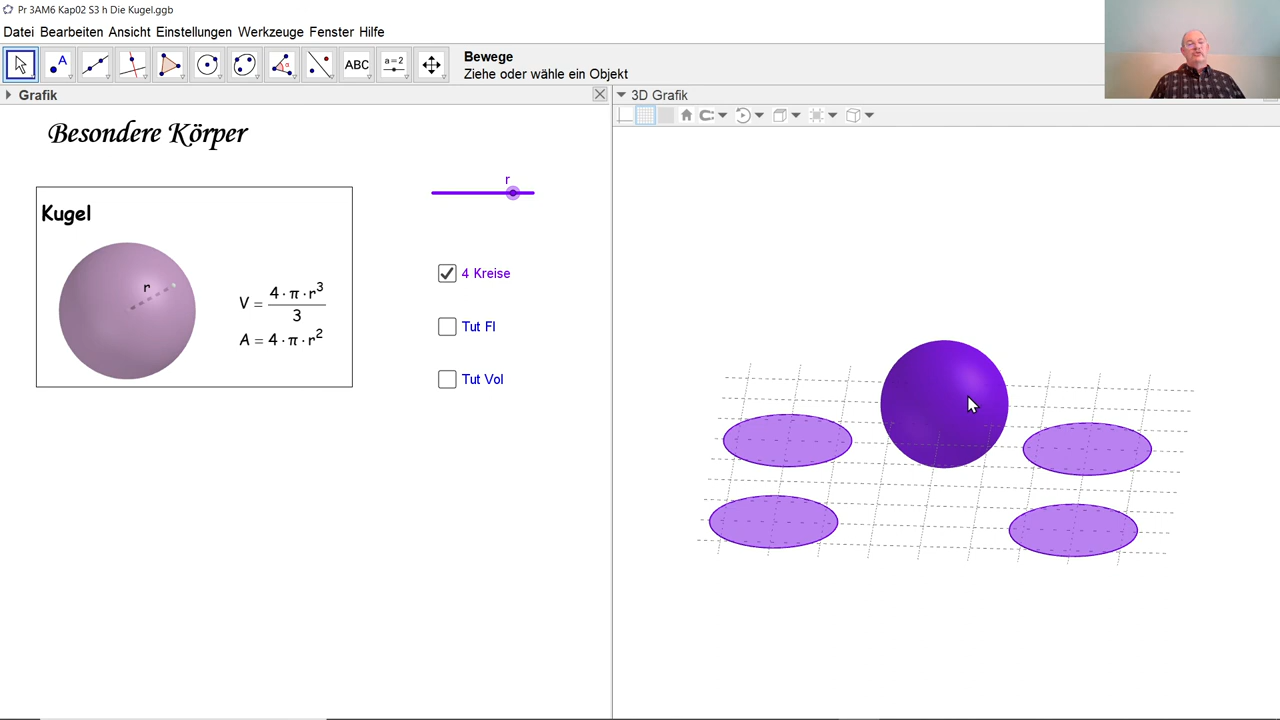 Pr 3AM6 Kap02 S3 h Die Kugel.ggb
Datei Bearbeiten Ansicht Einstellungen Werkzeuge Fenster Hilfe
A
ABC
a=2
Bewege
Ziehe oder wähle ein Objekt
Grafik
3D Grafik
Besondere Körper
Kugel
r
V = 4·π·r³/3
A = 4·π·r²
r
4 Kreise
Tut Fl
Tut Vol